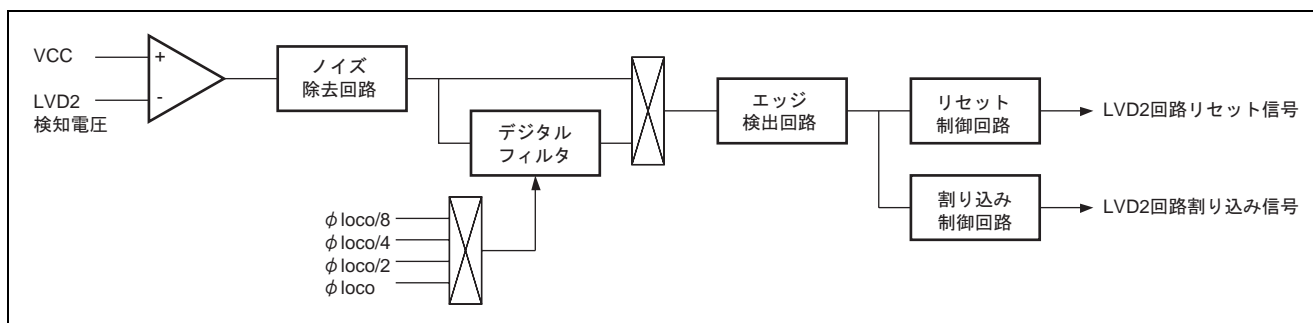 VCC
+
LVD2
検知電圧
-
ノイズ
除去回路
デジタル
フィルタ
φloco/8
φloco/4
φloco/2
φloco
エッジ
検出回路
リセット
制御回路
LVD2回路リセット信号
割り込み
制御回路
LVD2回路割り込み信号